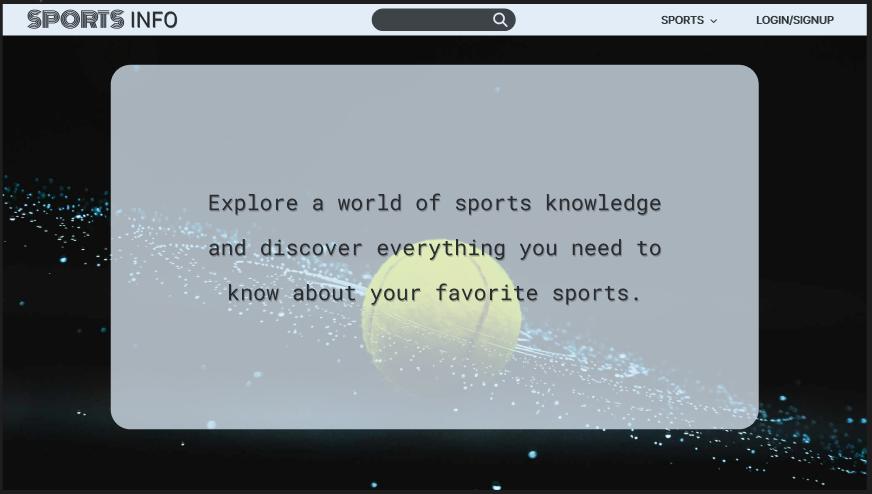 SPORTS INFO
SPORTS
LOGIN/SIGNUP
Explore a world of sports knowledge
and discover everything you need to
know about your favorite sports.